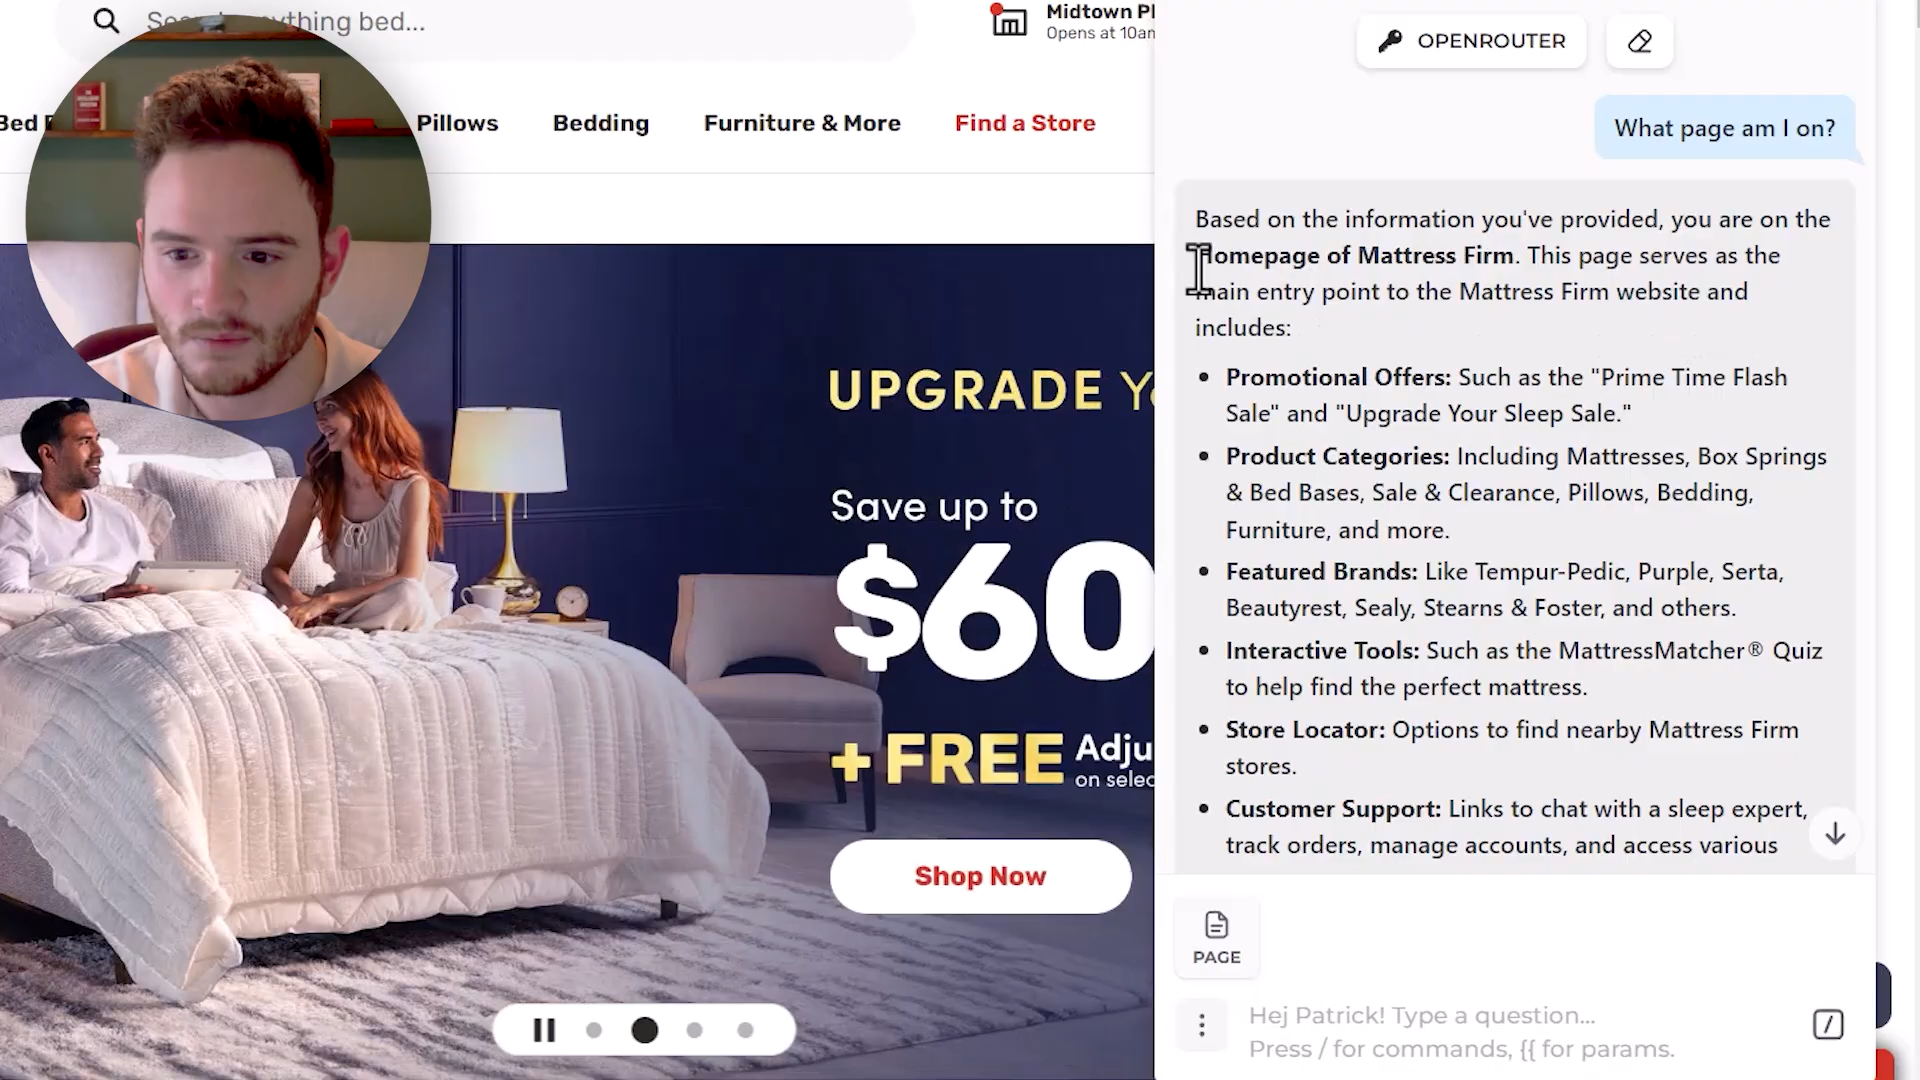 Midtown
Opens at 10am
Pillows
Bedding
Furniture & More
Find a Store
UPGRADE
Save up to
$60
+ FREE
on
Shop Now
OPENROUTER
What page am I on?
Based on the information you've provided, you are on the
Homepage of Mattress Firm. This page serves as the
main entry point to the Mattress Firm website and
includes:
• Promotional Offers: Such as the "Prime Time Flash
Sale" and "Upgrade Your Sleep Sale."
• Product Categories: Including Mattresses, Box Springs
& Bed Bases, Sale & Clearance, Pillows, Bedding,
Furniture, and more.
• Featured Brands: Like Tempur-Pedic, Purple, Serta,
Beautyrest, Sealy, Stearns & Foster, and others.
• Interactive Tools: Such as the MattressMatcher® Quiz
to help find the perfect mattress.
• Store Locator: Options to find nearby Mattress Firm
stores.
• Customer Support: Links to chat with a sleep expert,
track orders, manage accounts, and access various
PAGE
Hej Patrick! Type a question...
Press / for commands, {{ for params.